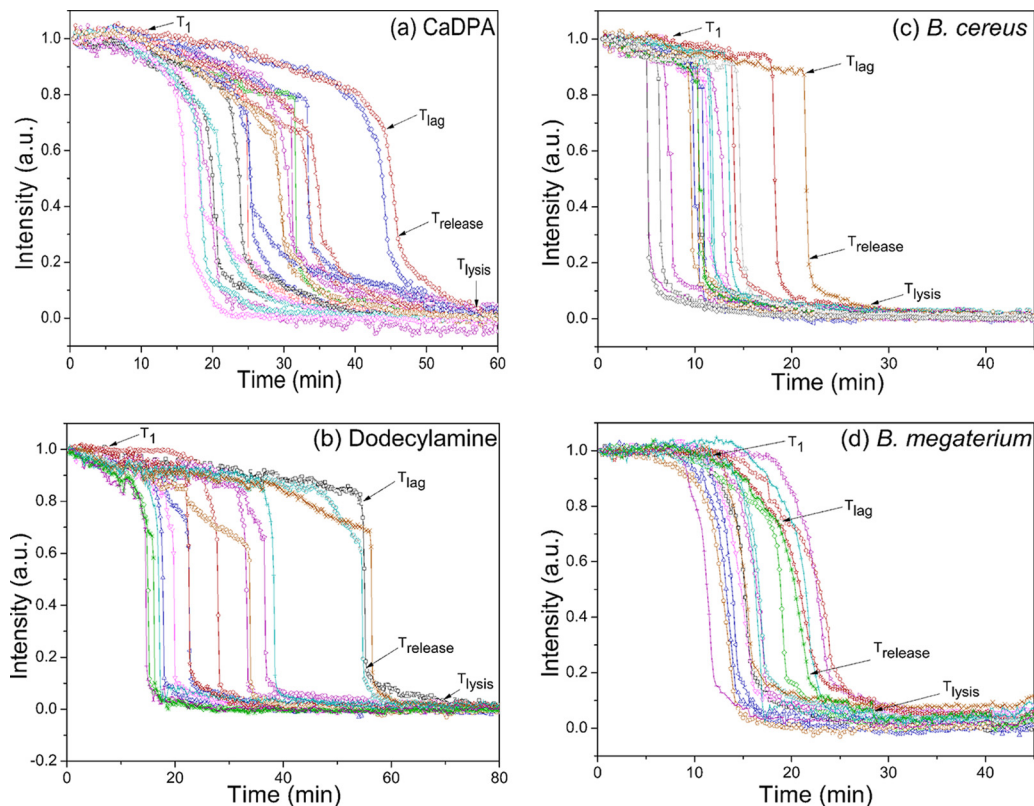 (a) CaDPA
T1
Tlag
Trelease
Tlysis
Intensity (a.u.)
1.0
0.8
0.6
0.4
0.2
0.0
0 10 20 30 40 50 60
Time (min)
(c) B. cereus
T1
Tlag
Trelease
Tlysis
Intensity (a.u.)
1.0
0.8
0.6
0.4
0.2
0.0
0 10 20 30 40
Time (min)
(b) Dodecylamine
T1
Tlag
Trelease
Tlysis
Intensity (a.u.)
1.0
0.8
0.6
0.4
0.2
0.0
-0.2
0 20 40 60 80
Time (min)
(d) B. megaterium
T1
Tlag
Trelease
Tlysis
Intensity (a.u.)
1.0
0.8
0.6
0.4
0.2
0.0
0 10 20 30 40
Time (min)